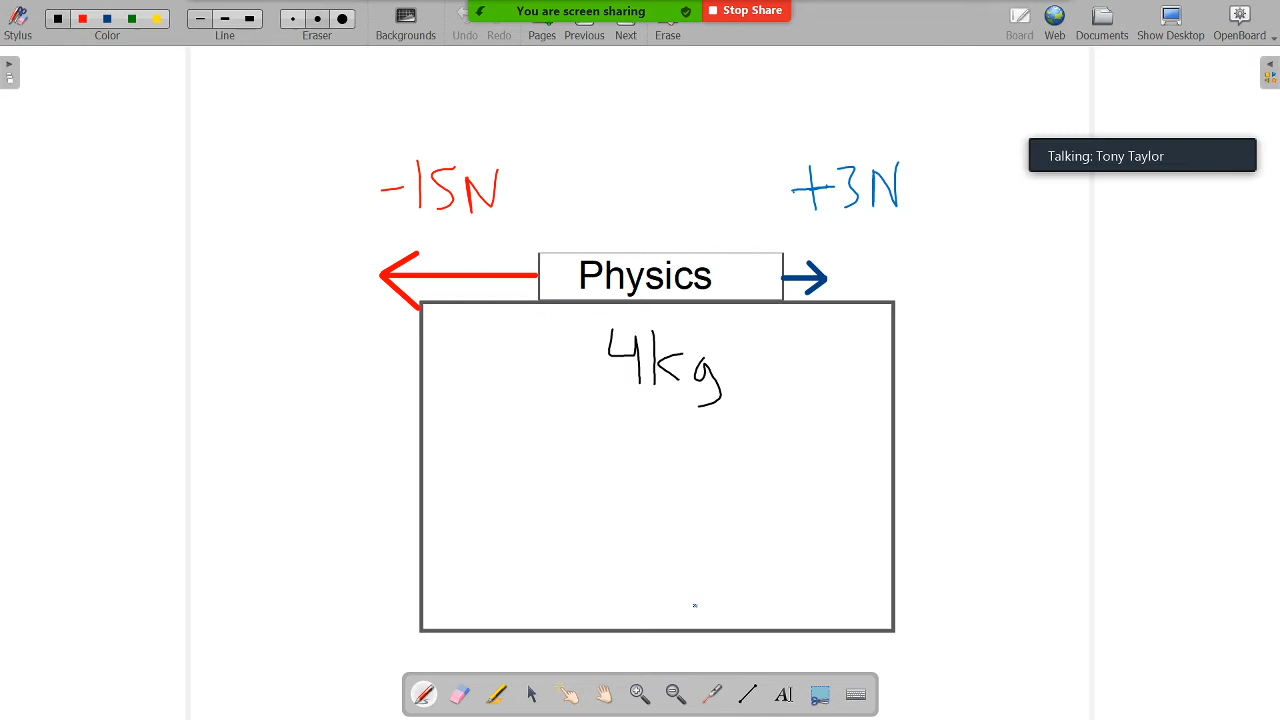 You are screen sharing Stop Share
Stylus Color Line Eraser Backgrounds Undo Redo Pages Previous Next Erase Board Web Documents Show Desktop OpenBoard
Talking: Tony Taylor
-15N +3N
Physics
4kg